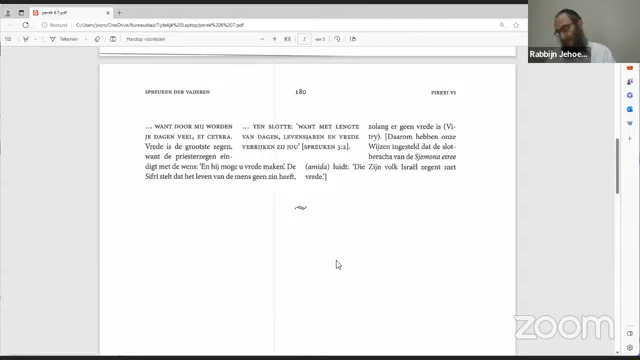 perek 6 7.pdf
Bestand
C:/Users/jvors/OneDrive/Bureaublad/Tijdelijk%20Laptop/perek%206%207.pdf
Tekenen
Hardop voorlezen
2
van 3
Rabbijn Jehoe...
SPREUKEN DER VADEREN
180
PIRKEI VI
... WANT DOOR MIJ WORDEN
JE DAGEN VEEL, ET CETERA.
Vrede is de grootste zegen,
want de priesterzegen ein-
digt met de wens: 'En hij moge u vrede maken'. De
Sifri stelt dat het leven van de mens geen zin heeft,
... TEN SLOTTE: 'WANT MET LENGTE
VAN DAGEN, LEVENSJAREN EN VREDE
VERRIJKEN ZIJ JOU' [SPREUKEN 3:2].
zolang er geen vrede is (Vi-
try). [Daarom hebben onze
Wijzen ingesteld dat de slot-
beracha van de Sjemona esree
(amida) luidt: 'Die Zijn volk Israël zegent met
vrede.']
zoom